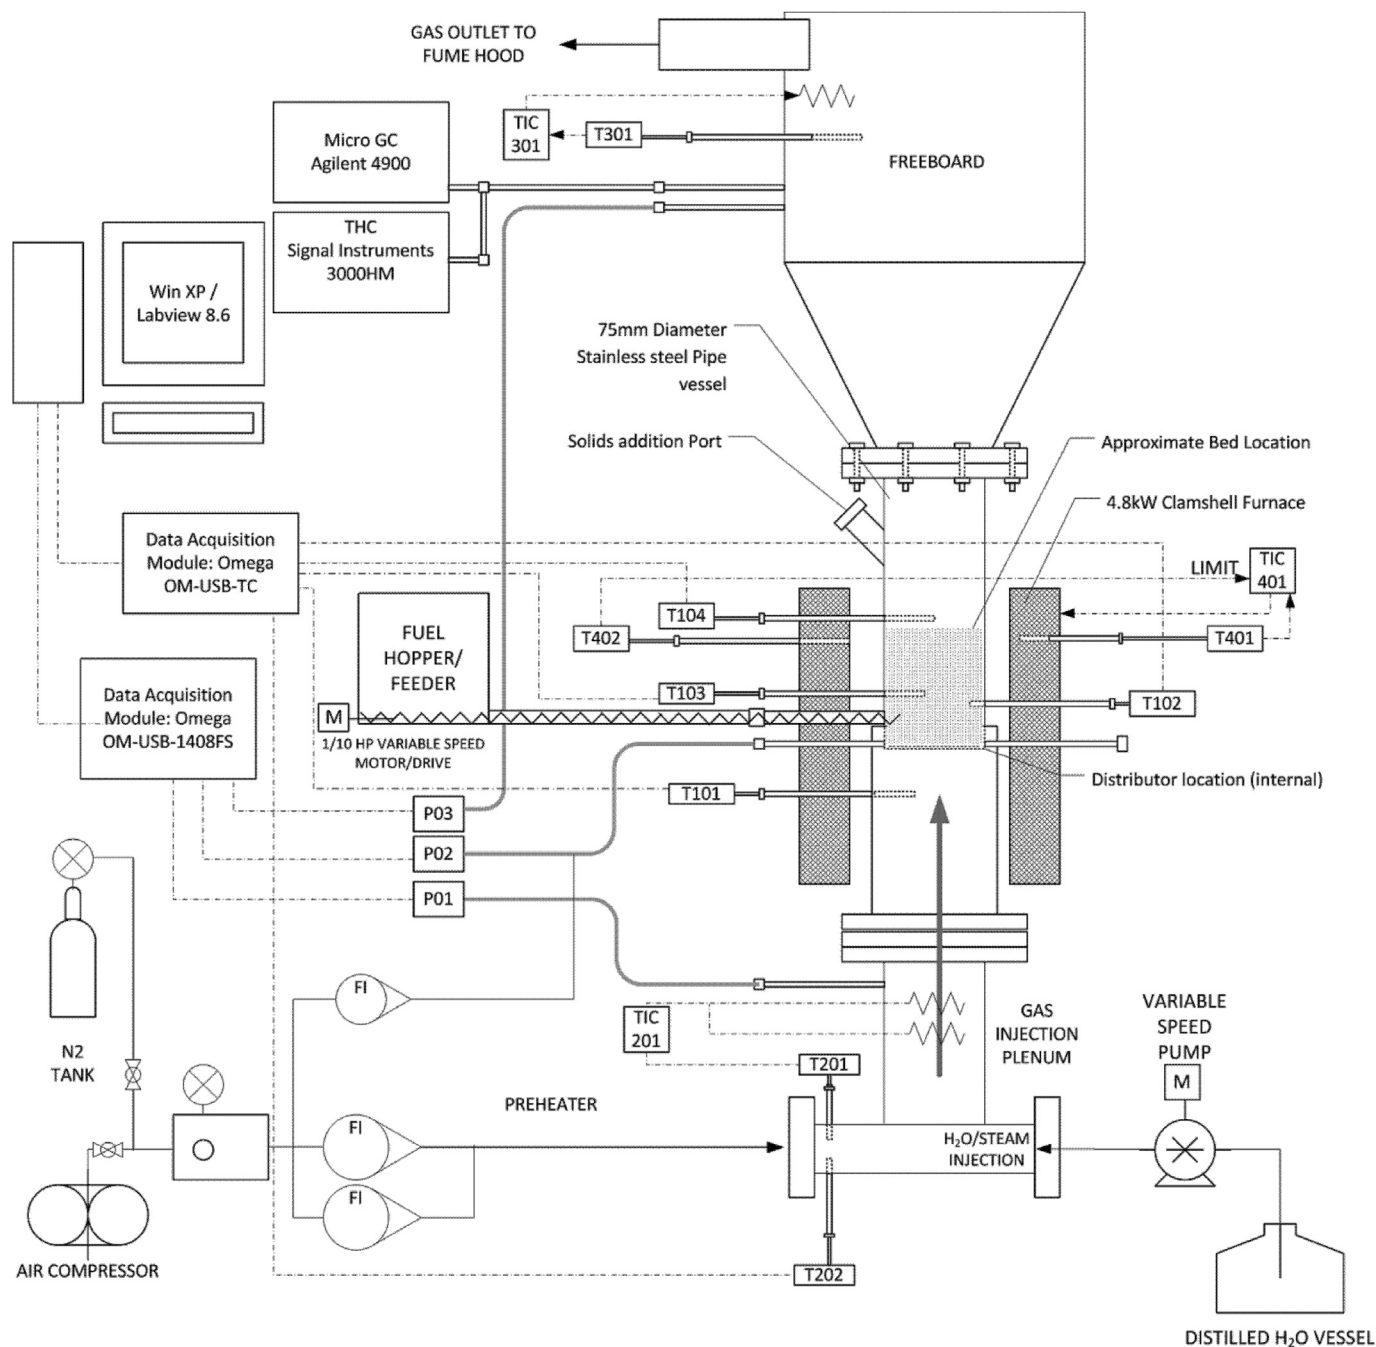 GAS OUTLET TO
FUME HOOD
TIC
301
T301
FREEBOARD
Micro GC
Agilent 4900
THC
Signal Instruments
3000HM
Win XP /
Labview 8.6
75mm Diameter
Stainless steel Pipe
vessel
Solids addition Port
Approximate Bed Location
4.8kW Clamshell Furnace
Data Acquisition
Module: Omega
OM-USB-TC
LIMIT
TIC
401
T104
T402
T401
FUEL
HOPPER/
FEEDER
T103
T102
Data Acquisition
Module: Omega
OM-USB-1408FS
M
1/10 HP VARIABLE SPEED
MOTOR/DRIVE
Distributor location (internal)
T101
P03
P02
P01
FI
TIC
201
GAS
INJECTION
PLENUM
VARIABLE
SPEED
PUMP
M
N2
TANK
T201
PREHEATER
FI
H₂O/STEAM
INJECTION
FI
AIR COMPRESSOR
T202
DISTILLED H₂O VESSEL